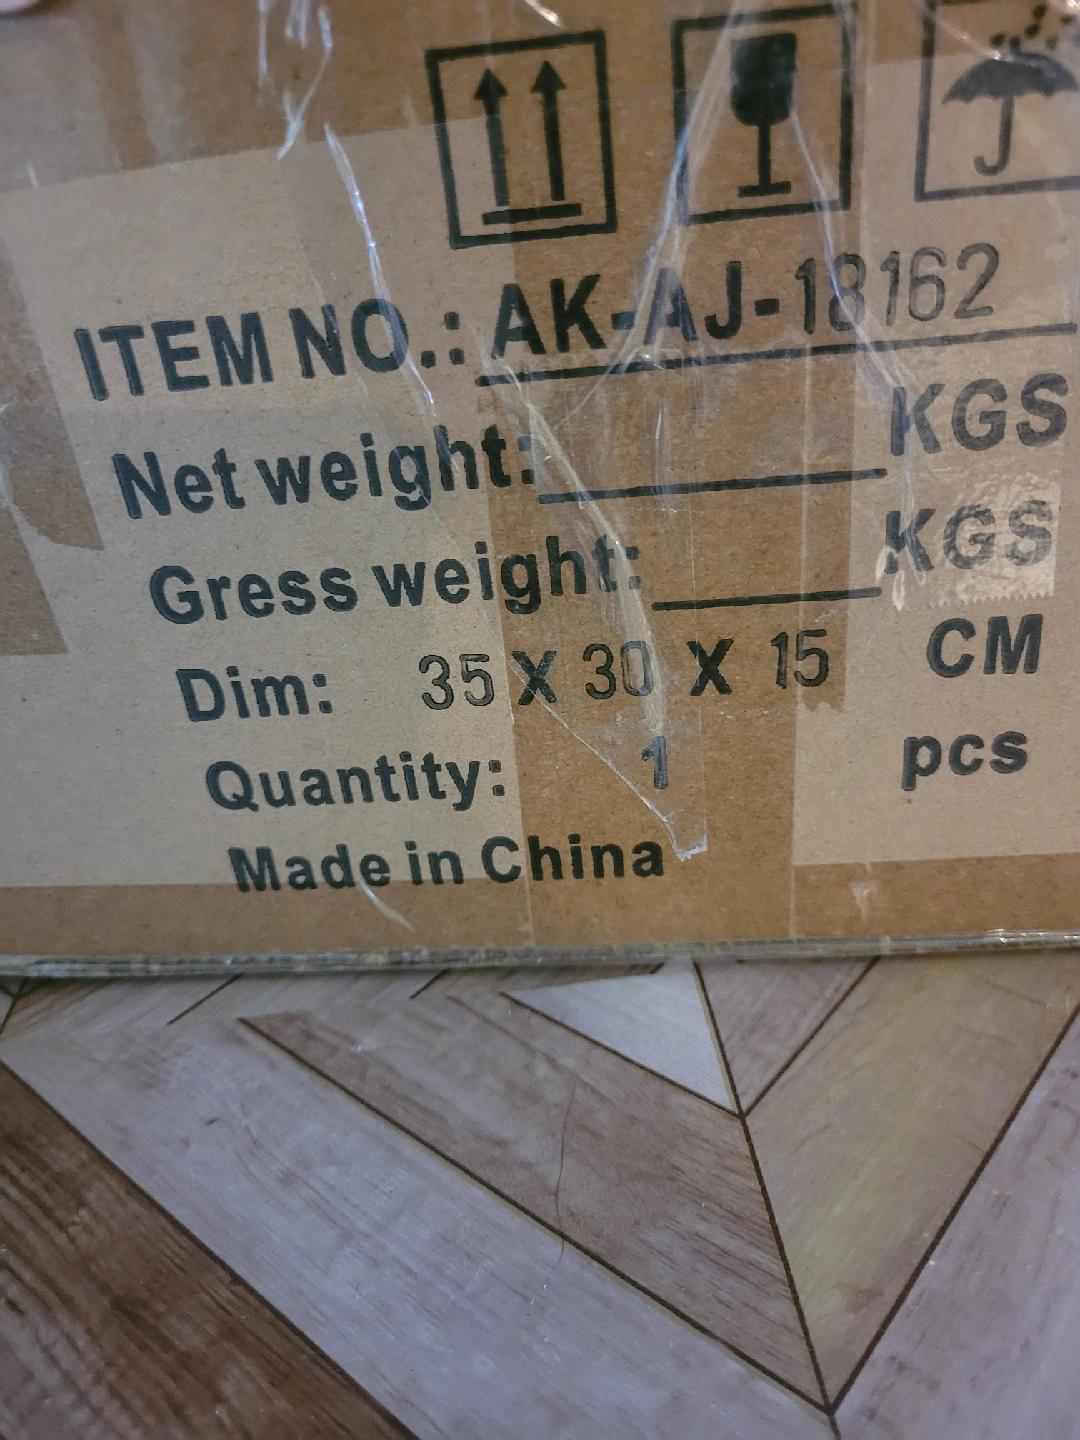 ITEM NO.: AK-AJ-18162
Net weight: KGS
Gress weight: KGS
Dim: 35 X 30 X 15 CM
Quantity: 1 pcs
Made in China